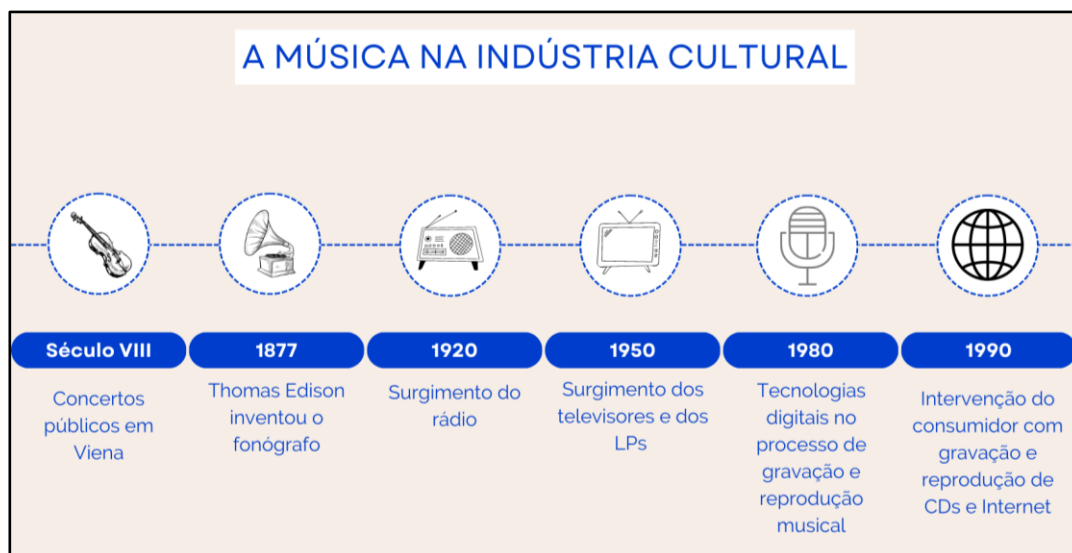 A MÚSICA NA INDÚSTRIA CULTURAL
Século VIII
Concertos
públicos em
Viena
1877
Thomas Edison
inventou o
fonógrafo
1920
Surgimento do
rádio
1950
Surgimento dos
televisores e dos
LPs
1980
Tecnologias
digitais no
processo de
gravação e
reprodução
musical
1990
Intervenção do
consumidor com
gravação e
reprodução de
CDs e Internet